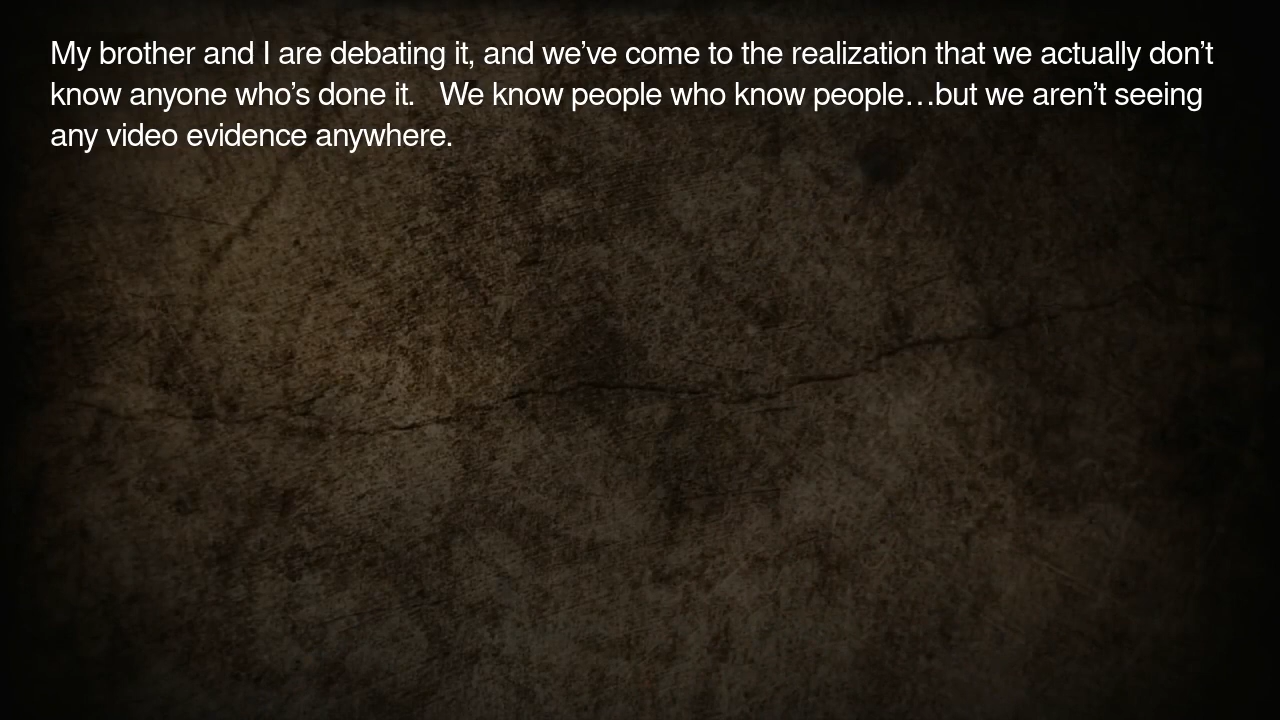 My brother and I are debating it, and we’ve come to the realization that we actually don’t
know anyone who’s done it.   We know people who know people…but we aren’t seeing
any video evidence anywhere.